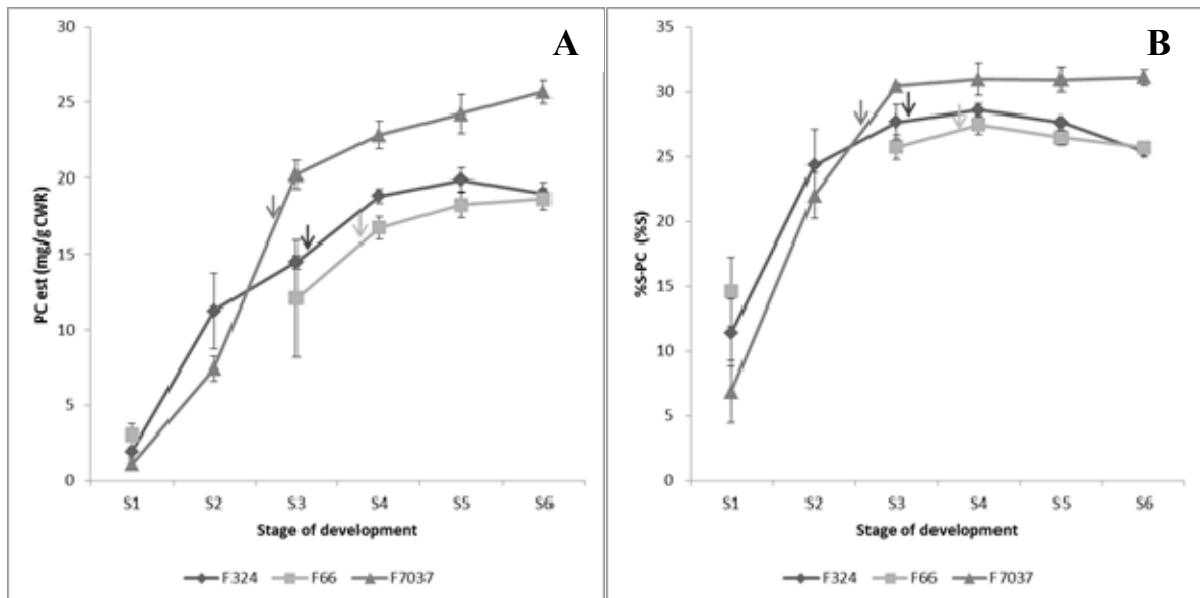 A
PC est (mg/g CWR)
30
25
20
15
10
5
0
S1 S2 S3 S4 S5 S6
Stage of development
F324 F66 F7037
B
%S-PC (%S)
35
30
25
20
15
10
5
0
S1 S2 S3 S4 S5 S6
Stage of development
F324 F66 F7037